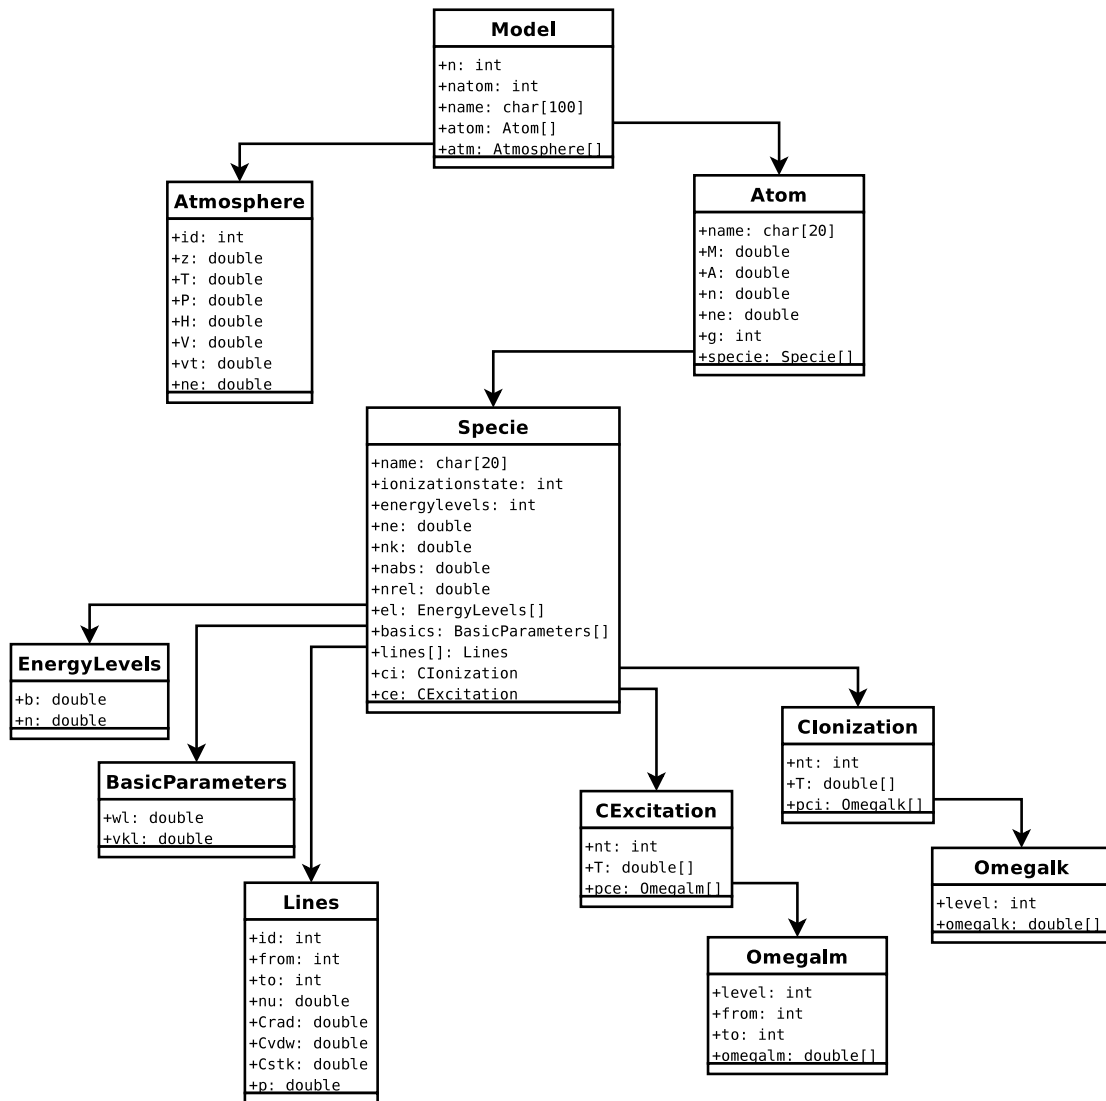 Model
+n: int
+natom: int
+name: char[100]
+atom: Atom[]
+atm: Atmosphere[]
Atmosphere
+id: int
+z: double
+T: double
+P: double
+H: double
+V: double
+vt: double
+ne: double
Atom
+name: char[20]
+M: double
+A: double
+n: double
+ne: double
+g: int
+specie: Specie[]
Specie
+name: char[20]
+ionizationstate: int
+energylevels: int
+ne: double
+nk: double
+nabs: double
+nrel: double
+el: EnergyLevels[]
+basics: BasicParameters[]
+lines[]: Lines
+ci: CIonization
+ce: CExcitation
EnergyLevels
+b: double
+n: double
BasicParameters
+wl: double
+vkl: double
Lines
+id: int
+from: int
+to: int
+nu: double
+Crad: double
+Cvdw: double
+Cstk: double
+p: double
CExcitation
+nt: int
+T: double[]
+pce: Omegalm[]
CIonization
+nt: int
+T: double[]
+pci: Omegalk[]
Omegalm
+level: int
+from: int
+to: int
+omegalm: double[]
Omegalk
+level: int
+omegalk: double[]